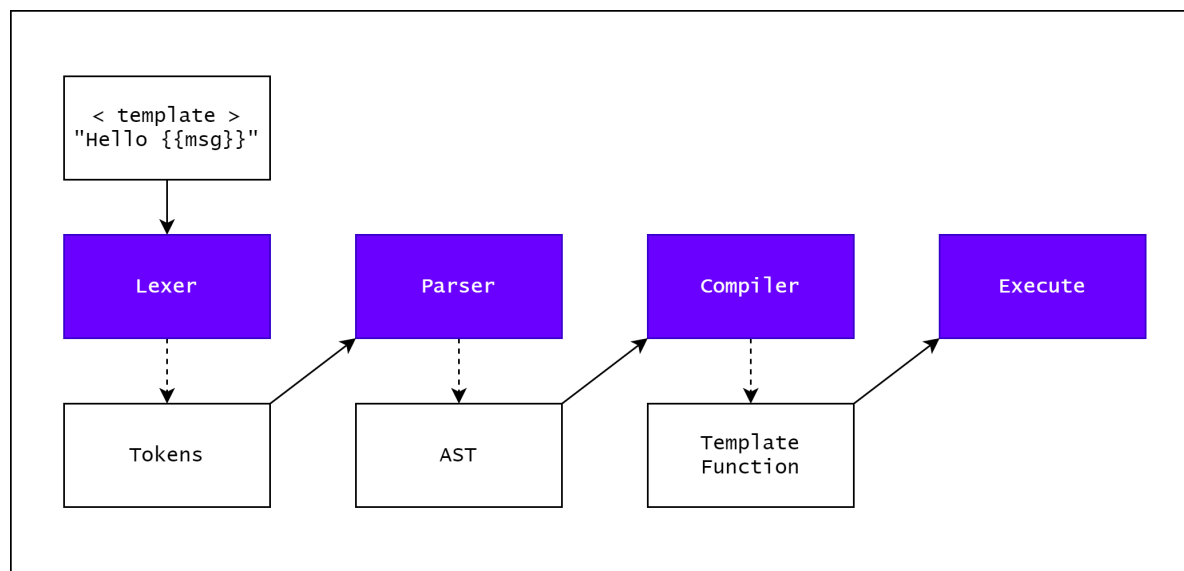 < template >
"Hello {{msg}}"
Lexer
Parser
Compiler
Execute
Tokens
AST
Template
Function